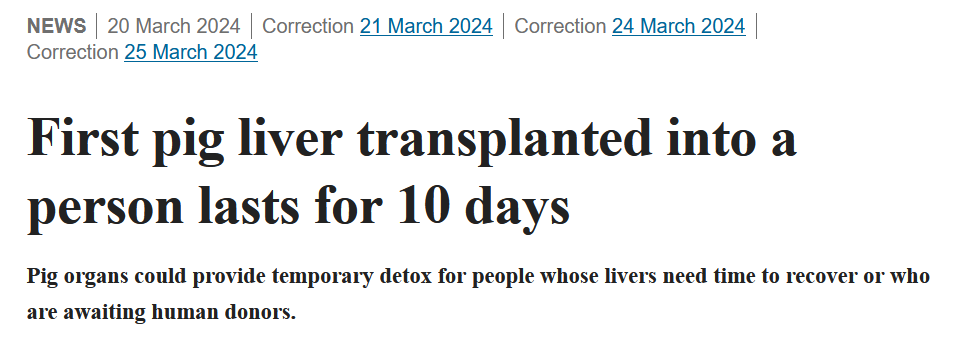 NEWS | 20 March 2024 | Correction 21 March 2024 | Correction 24 March 2024 |
Correction 25 March 2024
First pig liver transplanted into a
person lasts for 10 days
Pig organs could provide temporary detox for people whose livers need time to recover or who
are awaiting human donors.